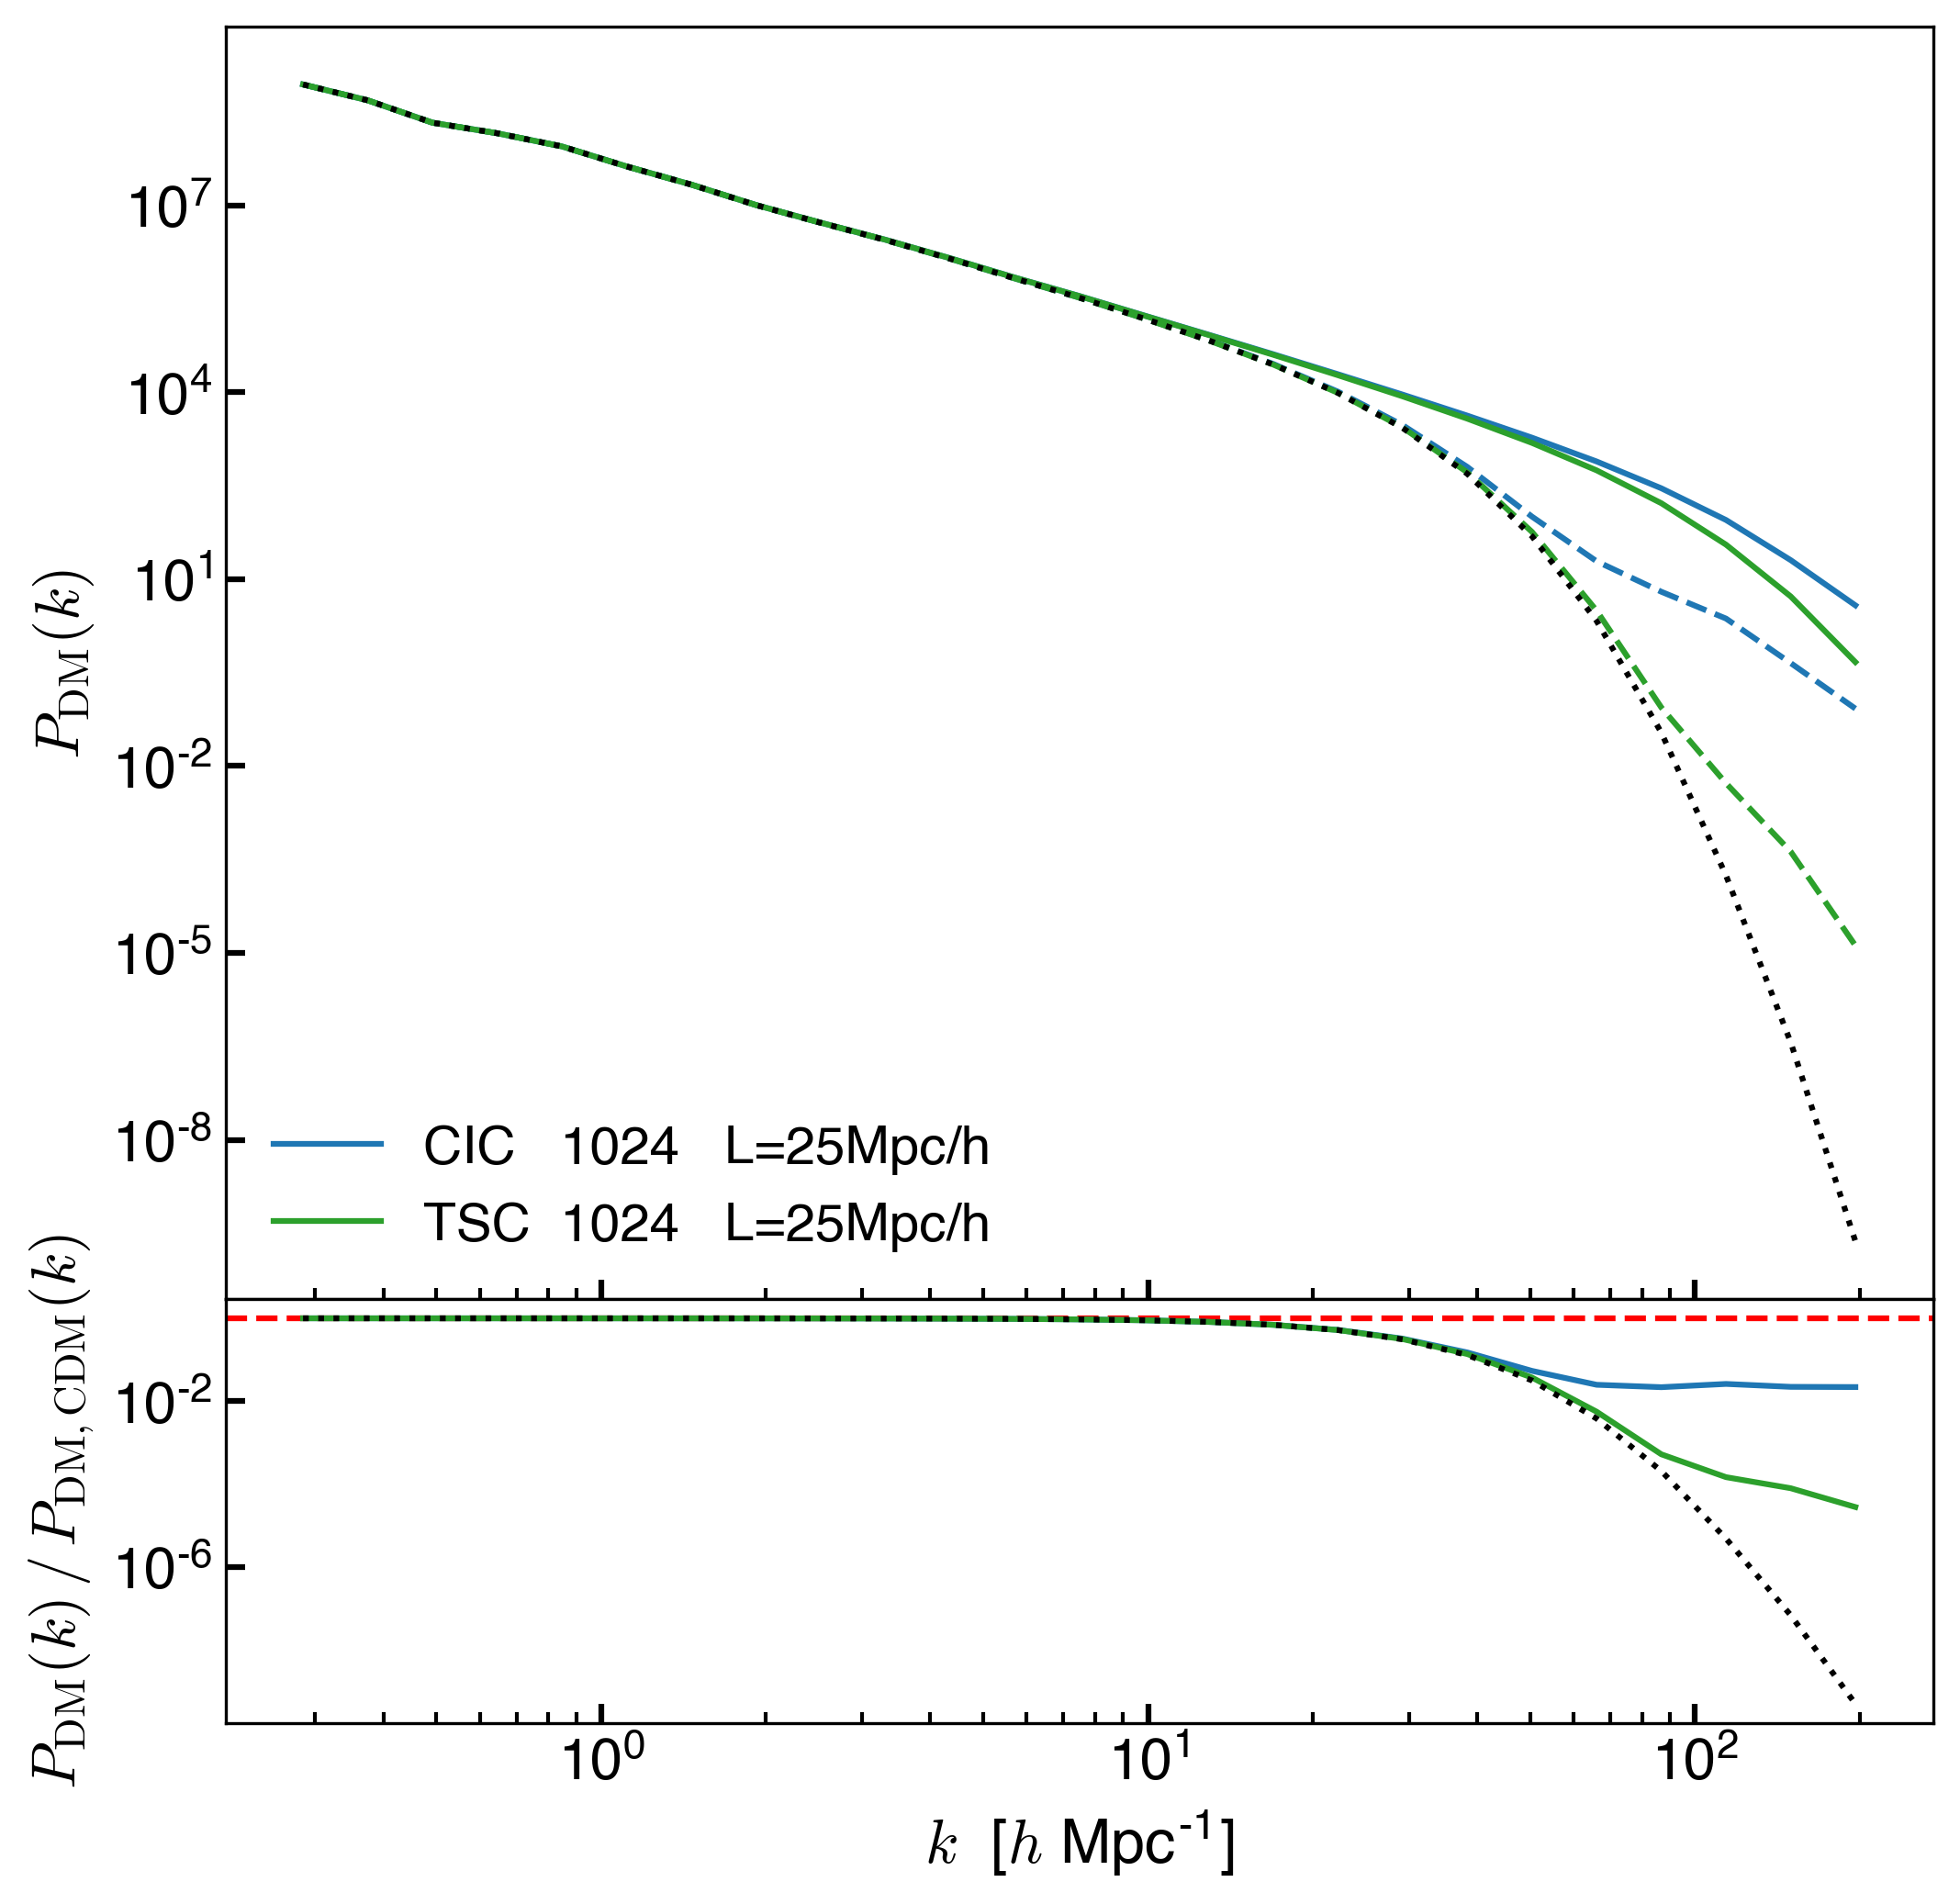 P_DM(k)
10^7
10^4
10^1
10^-2
10^-5
10^-8
CIC 1024 L=25Mpc/h
TSC 1024 L=25Mpc/h
P_DM(k) / P_DM, CDM(k)
10^-2
10^-6
10^0 10^1 10^2
k [h Mpc^-1]